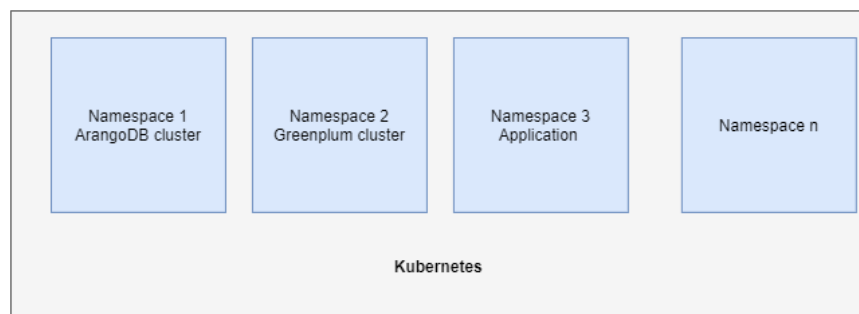 Namespace 1
ArangoDB cluster
Namespace 2
Greenplum cluster
Namespace 3
Application
Namespace n
Kubernetes